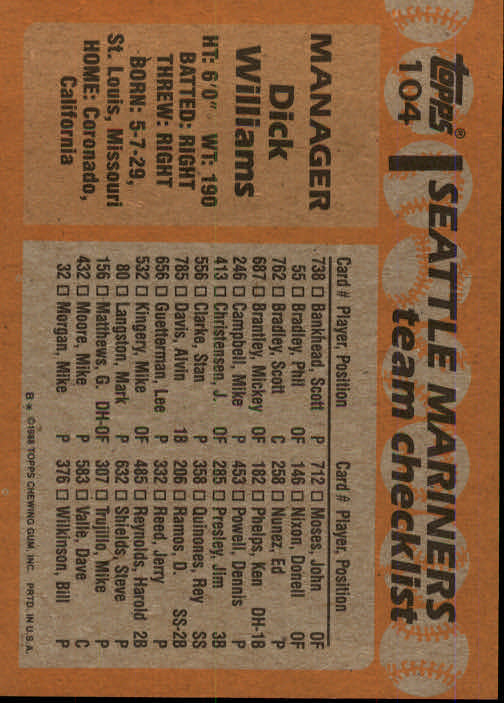 topps®
104
SEATTLE MARINERS
team checklist
MANAGER
Dick
Williams
HT: 6'0" WT: 190
BATTED: RIGHT
THREW: RIGHT
BORN: 5-7-29,
St. Louis, Missouri
HOME: Coronado,
California
Card # Player, Position
738 □ Bankhead, Scott P
55 □ Bradley, Phil OF
762 □ Bradley, Scott C
687 □ Brantley, Mickey OF
246 □ Campbell, Mike P
413 □ Christensen, J. OF
556 □ Clarke, Stan P
785 □ Davis, Alvin 1B
656 □ Guetterman, Lee P
532 □ Kingery, Mike OF
80 □ Langston, Mark P
156 □ Matthews, G. DH-OF
432 □ Moore, Mike P
32 □ Morgan, Mike P
Card # Player, Position
712 □ Moses, John OF
146 □ Nixon, Donell OF
258 □ Nunez, Ed P
182 □ Phelps, Ken DH-1B
453 □ Powell, Dennis P
285 □ Presley, Jim 3B
358 □ Quinones, Rey SS
206 □ Ramos, D. SS-2B
332 □ Reed, Jerry P
485 □ Reynolds, Harold 2B
632 □ Shields, Steve P
307 □ Trujillo, Mike P
583 □ Valle, Dave C
376 □ Wilkinson, Bill P
B* ©1988 TOPPS CHEWING GUM, INC. PRTD. IN U.S.A.